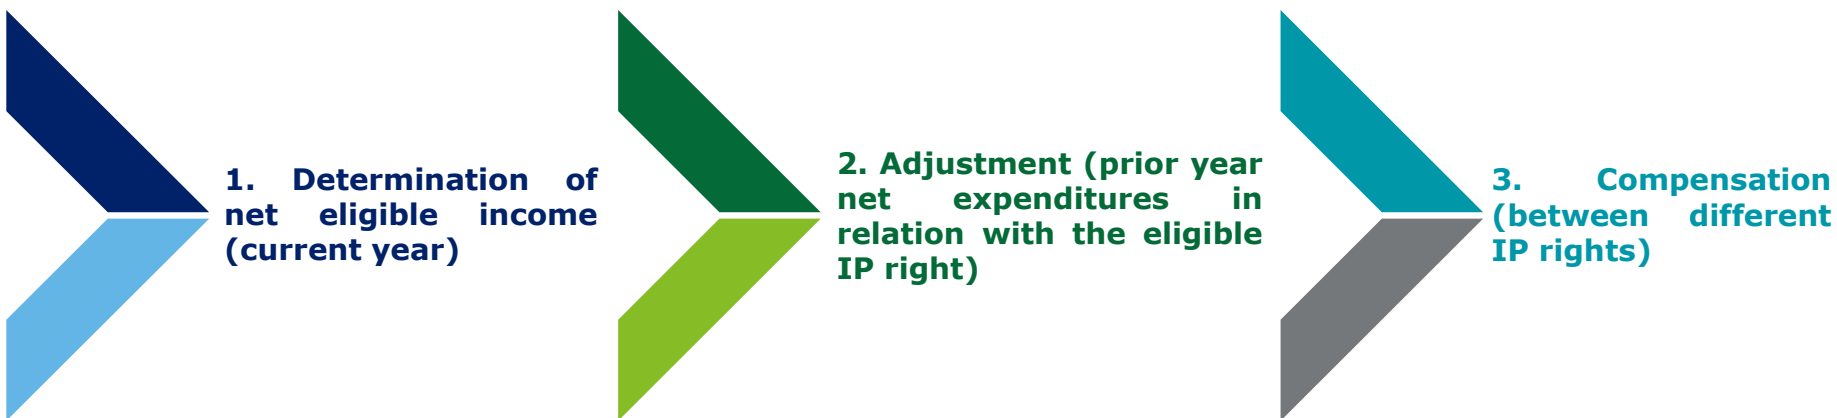 1. Determination of
net eligible income
(current year)
2. Adjustment (prior year
net expenditures in
relation with the eligible
IP right)
3. Compensation
(between different
IP rights)